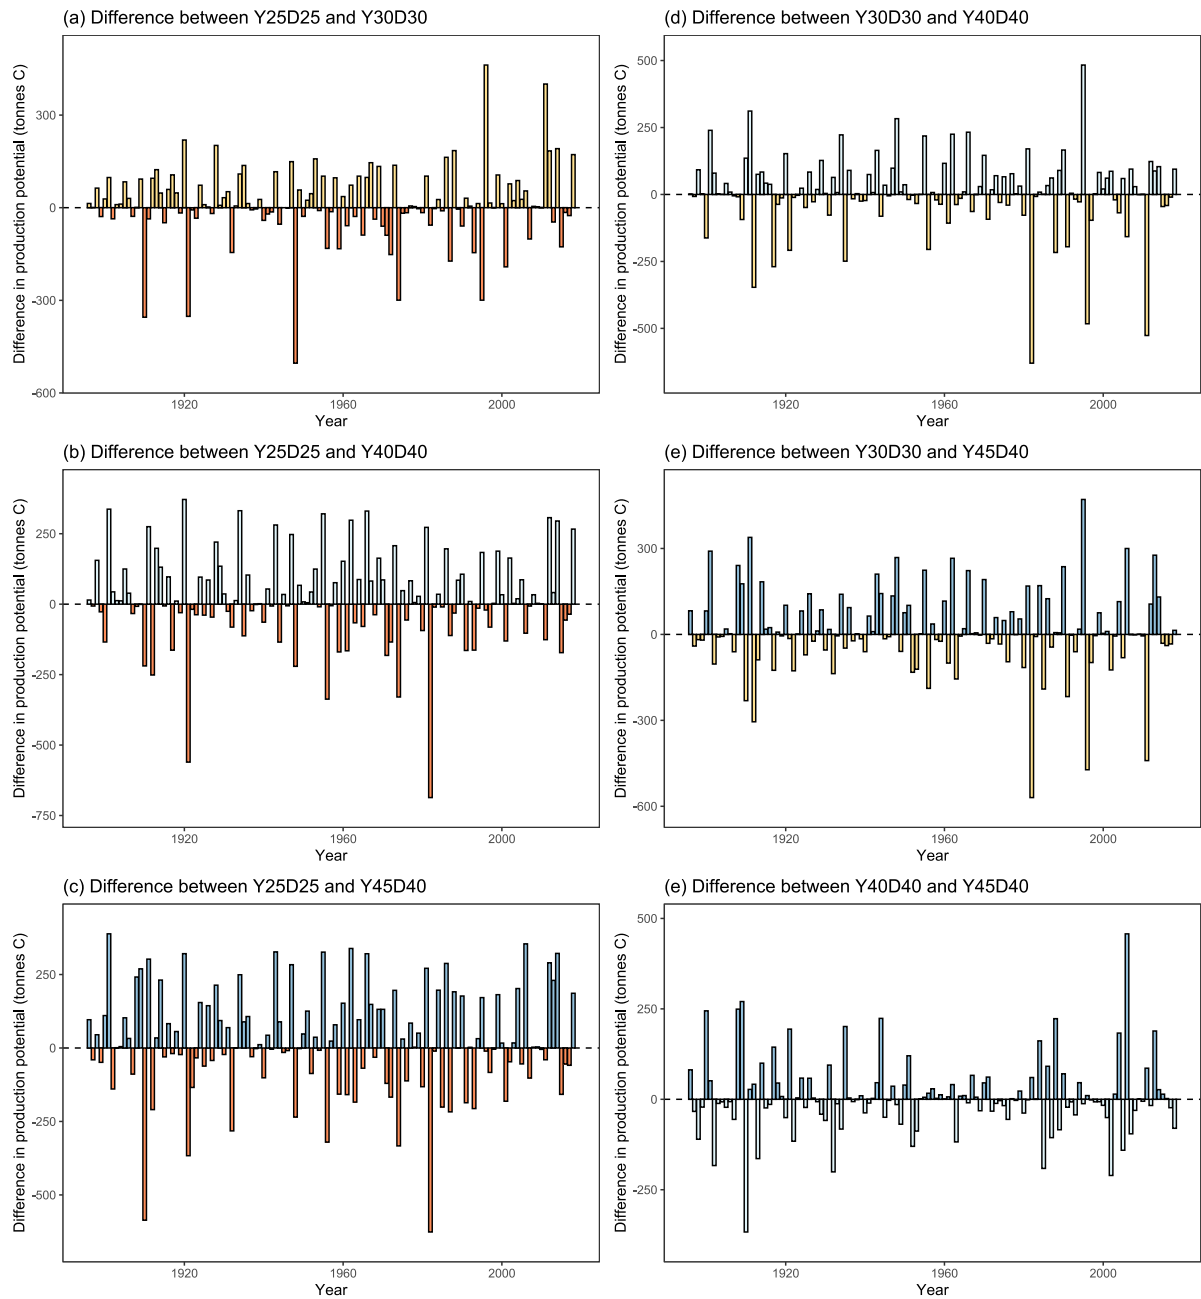 (a) Difference between Y25D25 and Y30D30
Difference in production potential (tonnes C)
300
0
-300
-600
1920
1960
2000
Year
(b) Difference between Y25D25 and Y40D40
Difference in production potential (tonnes C)
250
0
-250
-500
-750
1920
1960
2000
Year
(c) Difference between Y25D25 and Y45D40
Difference in production potential (tonnes C)
250
0
-250
-500
1920
1960
2000
Year
(d) Difference between Y30D30 and Y40D40
Difference in production potential (tonnes C)
500
250
0
-250
-500
1920
1960
2000
Year
(e) Difference between Y30D30 and Y45D40
Difference in production potential (tonnes C)
300
0
-300
-600
1920
1960
2000
Year
(e) Difference between Y40D40 and Y45D40
Difference in production potential (tonnes C)
500
250
0
-250
1920
1960
2000
Year